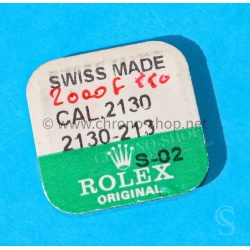 SWISS MADE
2000F
CAL.2130
2130-213
S-02
ROLEX
ORIGINAL